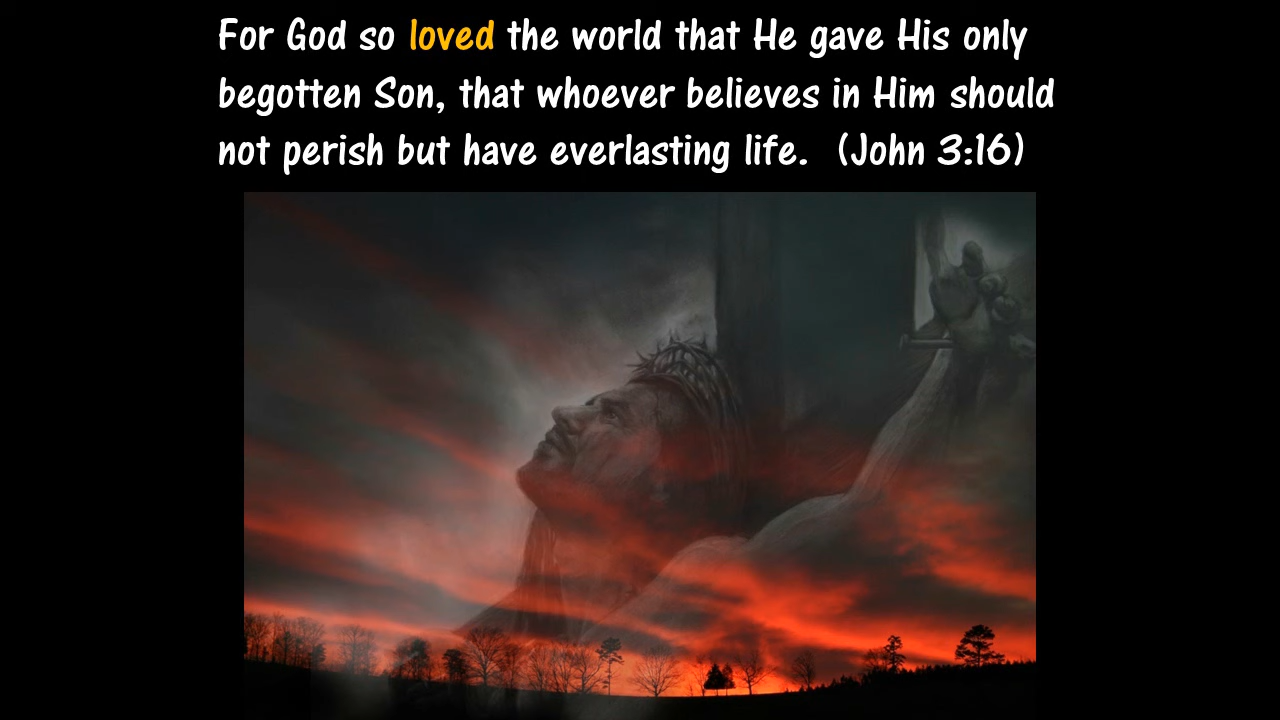 For God so loved the world that He gave His only
begotten Son, that whoever believes in Him should
not perish but have everlasting life.  (John 3:16)